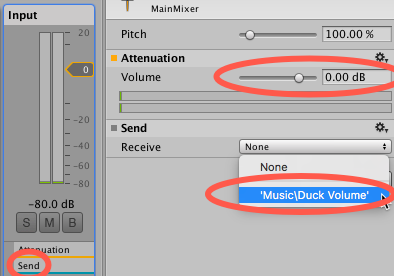 Input
20
0
-20
-40
-60
-80
-80.0 dB
S M B
Attenuation
Send
MainMixer
Pitch 100.00 %
Attenuation
Volume 0.00 dB
Send
Receive None
None
'Music\Duck Volume'